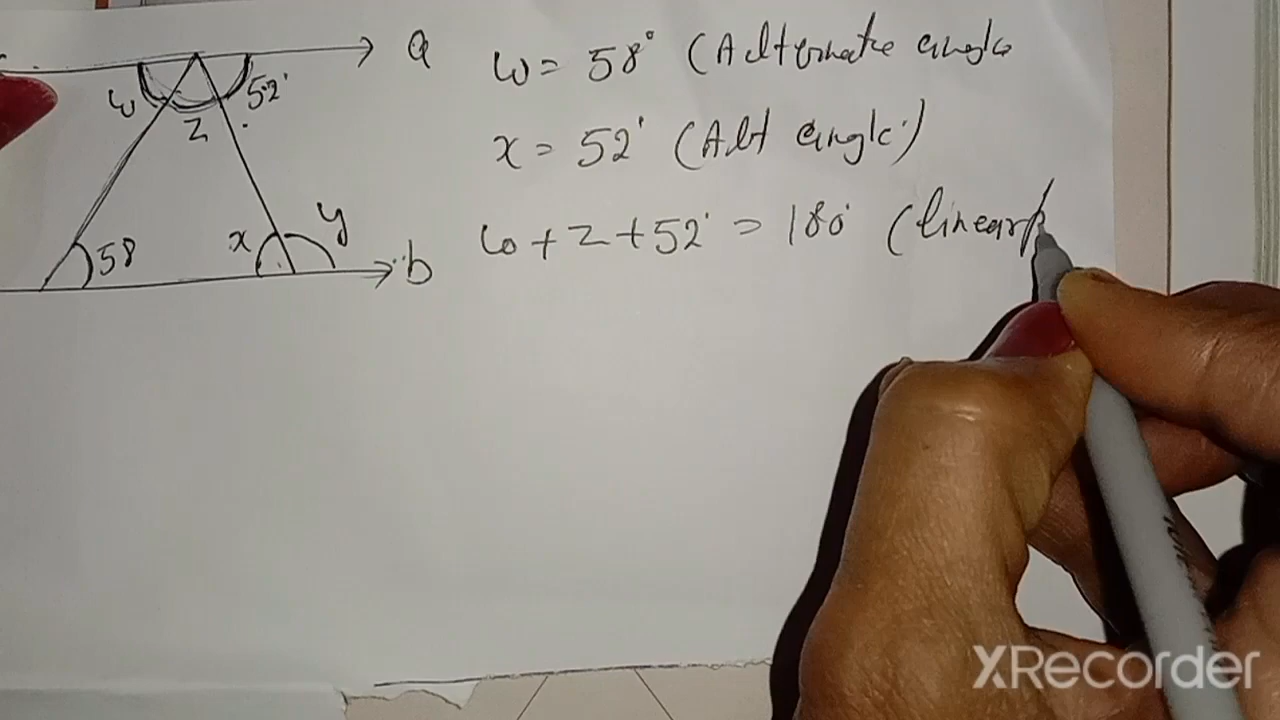 a
w = 58° (Alternate angle
w
52°
z
x = 52° (Alt angle)
w + z + 52° = 180° (linear p
58
x
y
b
XRecorder